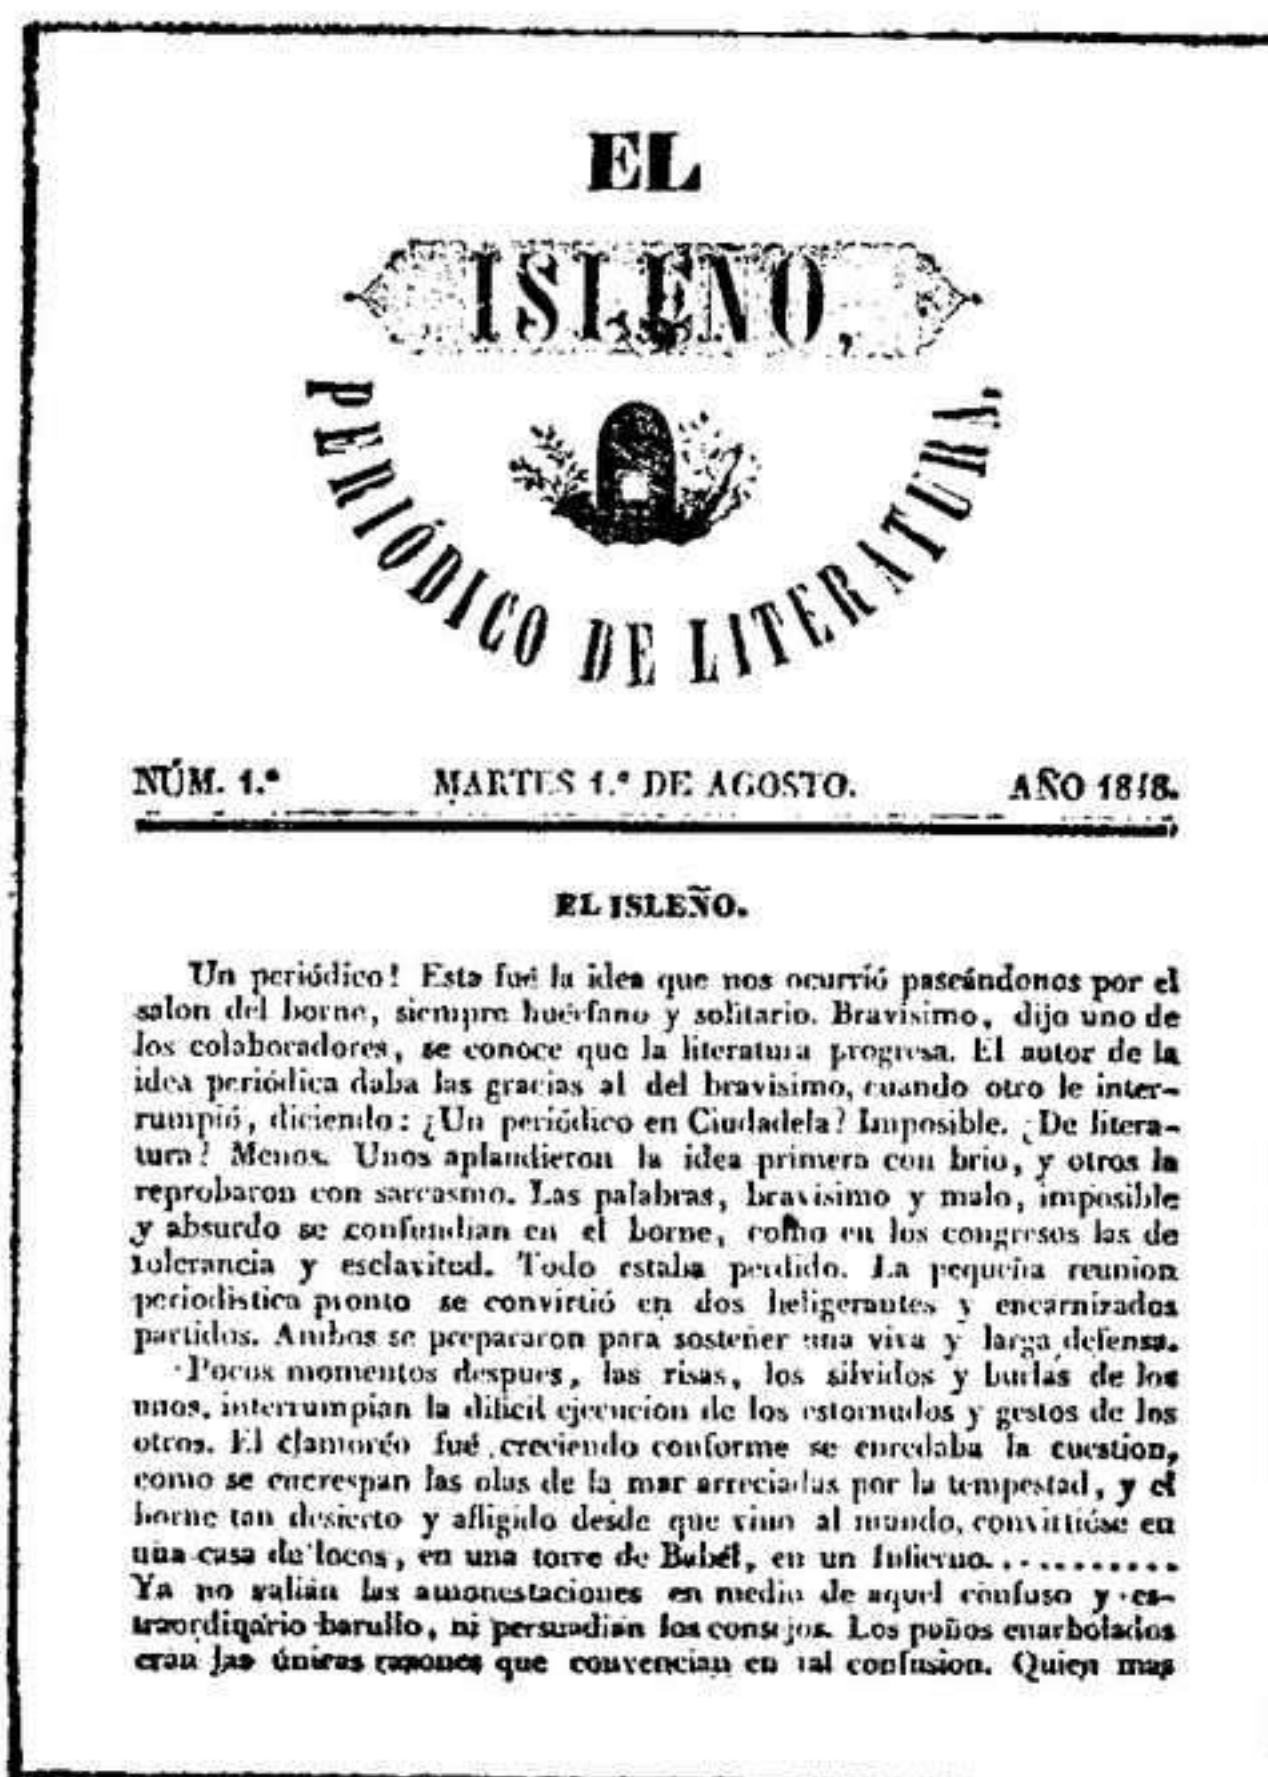 EL
ISLEÑO,
PERIÓDICO DE LITERATURA.
NÚM. 1.º MARTES 1.º DE AGOSTO. AÑO 1848.
EL ISLEÑO.
Un periódico! Esta fué la idea que nos ocurrió paseándonos por el
salon del borne, siempre huérfano y solitario. Bravísimo, dijo uno de
los colaboradores, se conoce que la literatura progresa. El autor de la
idea periódica daba las gracias al del bravísimo, cuando otro le inter-
rumpió, diciendo: ¿Un periódico en Ciudadela? Imposible. ¿De litera-
tura? Menos. Unos aplaudieron la idea primera con brio, y otros la
reprobaron con sarcasmo. Las palabras, bravísimo y malo, imposible
y absurdo se confundian en el borne, como en los congresos las de
tolerancia y esclavitud. Todo estaba perdido. La pequeña reunion
periodística pronto se convirtió en dos beligerantes y encarnizados
partidos. Ambos se prepararon para sostener una viva y larga defensa.
Pocos momentos despues, las risas, los silvidos y burlas de los
unos, interrumpian la dificil ejecucion de los estornudos y gestos de los
otros. El clamoréo fué creciendo conforme se enredaba la cuestion,
como se encrespan las olas de la mar arreciadas por la tempestad, y el
borne tan desierto y afligido desde que vino al mundo, convirtióse en
una casa de locos, en una torre de Babél, en un Infierno...........
Ya no valián las amonestaciones en medio de aquel confuso y es-
traordinário barullo, ni persuadian los consejos. Los puños enarbolados
eran las únicas razones que convencian en tal confusion. Quien mas